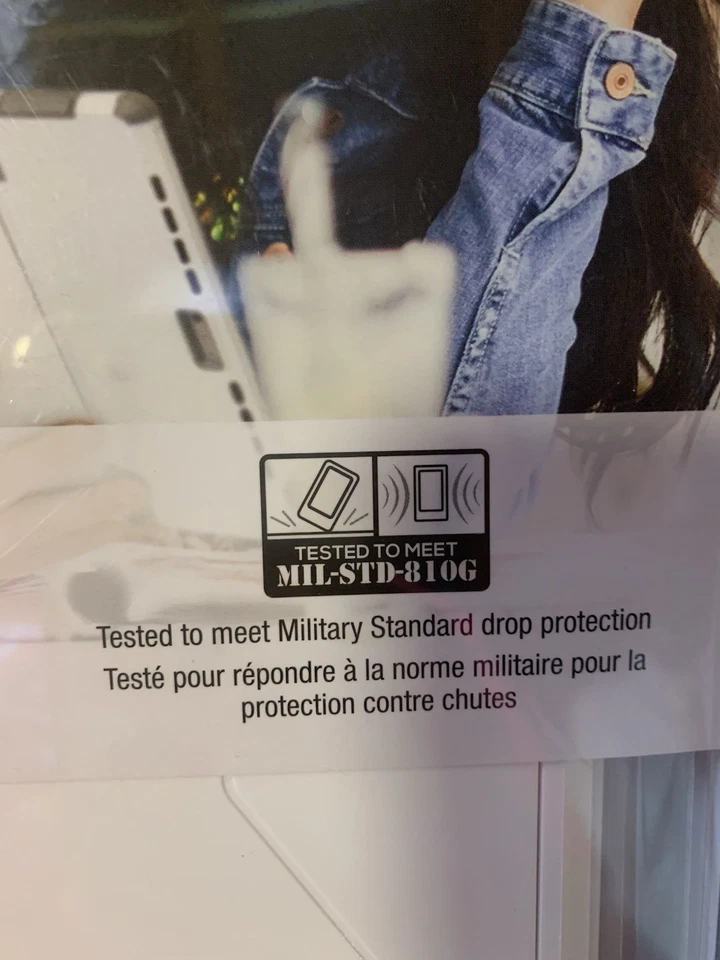 TESTED TO MEET
MIL-STD-810G
Tested to meet Military Standard drop protection
Testé pour répondre à la norme militaire pour la
protection contre chutes